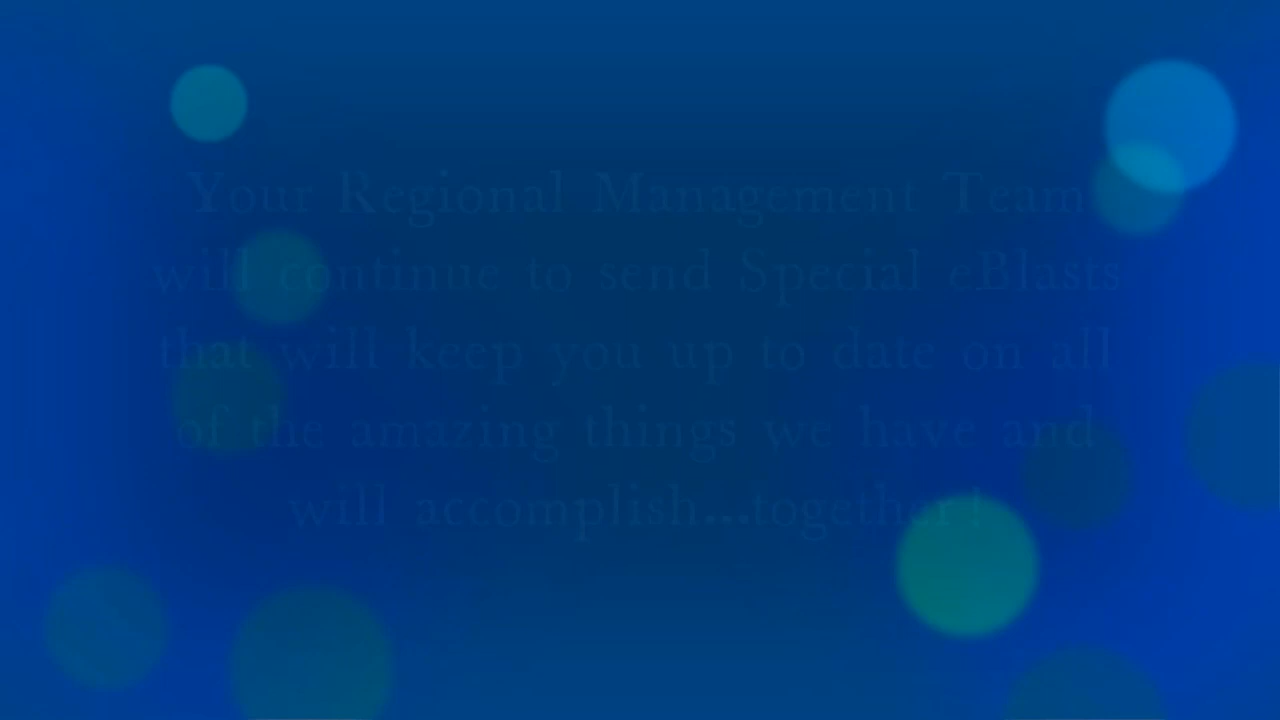 Your Regional Management Team
will continue to send Special eBlasts
that will keep you up to date on all
of the amazing things we have and
will accomplish...together!